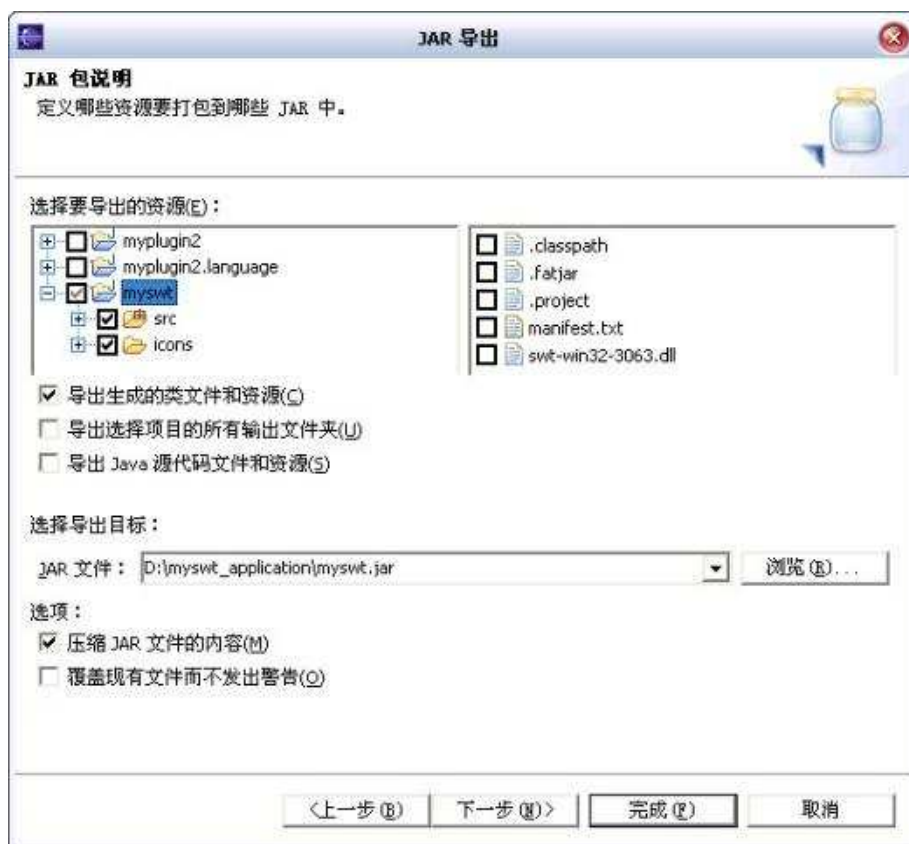 JAR 导出
JAR 包说明
定义哪些资源要打包到哪些 JAR 中。
选择要导出的资源(E):
myplugin2
myplugin2.language
myswt
src
icons
.classpath
.fatjar
.project
manifest.txt
swt-win32-3063.dll
导出生成的类文件和资源(C)
导出选择项目的所有输出文件夹(U)
导出 Java 源代码文件和资源(S)
选择导出目标:
JAR 文件: D:\myswt_application\myswt.jar 浏览(R)...
选项:
压缩 JAR 文件的内容(M)
覆盖现有文件而不发出警告(O)
<上一步(B) 下一步(N)> 完成(F) 取消